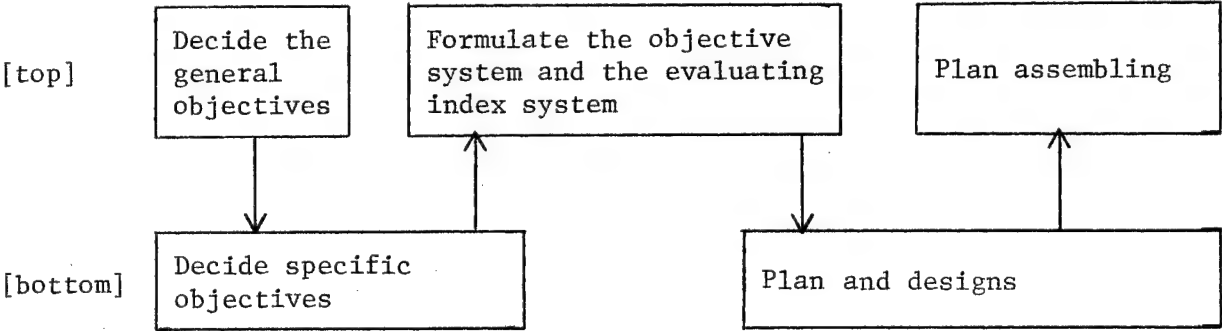 [top]
Decide the
general
objectives
Formulate the objective
system and the evaluating
index system
Plan assembling
[bottom]
Decide specific
objectives
Plan and designs